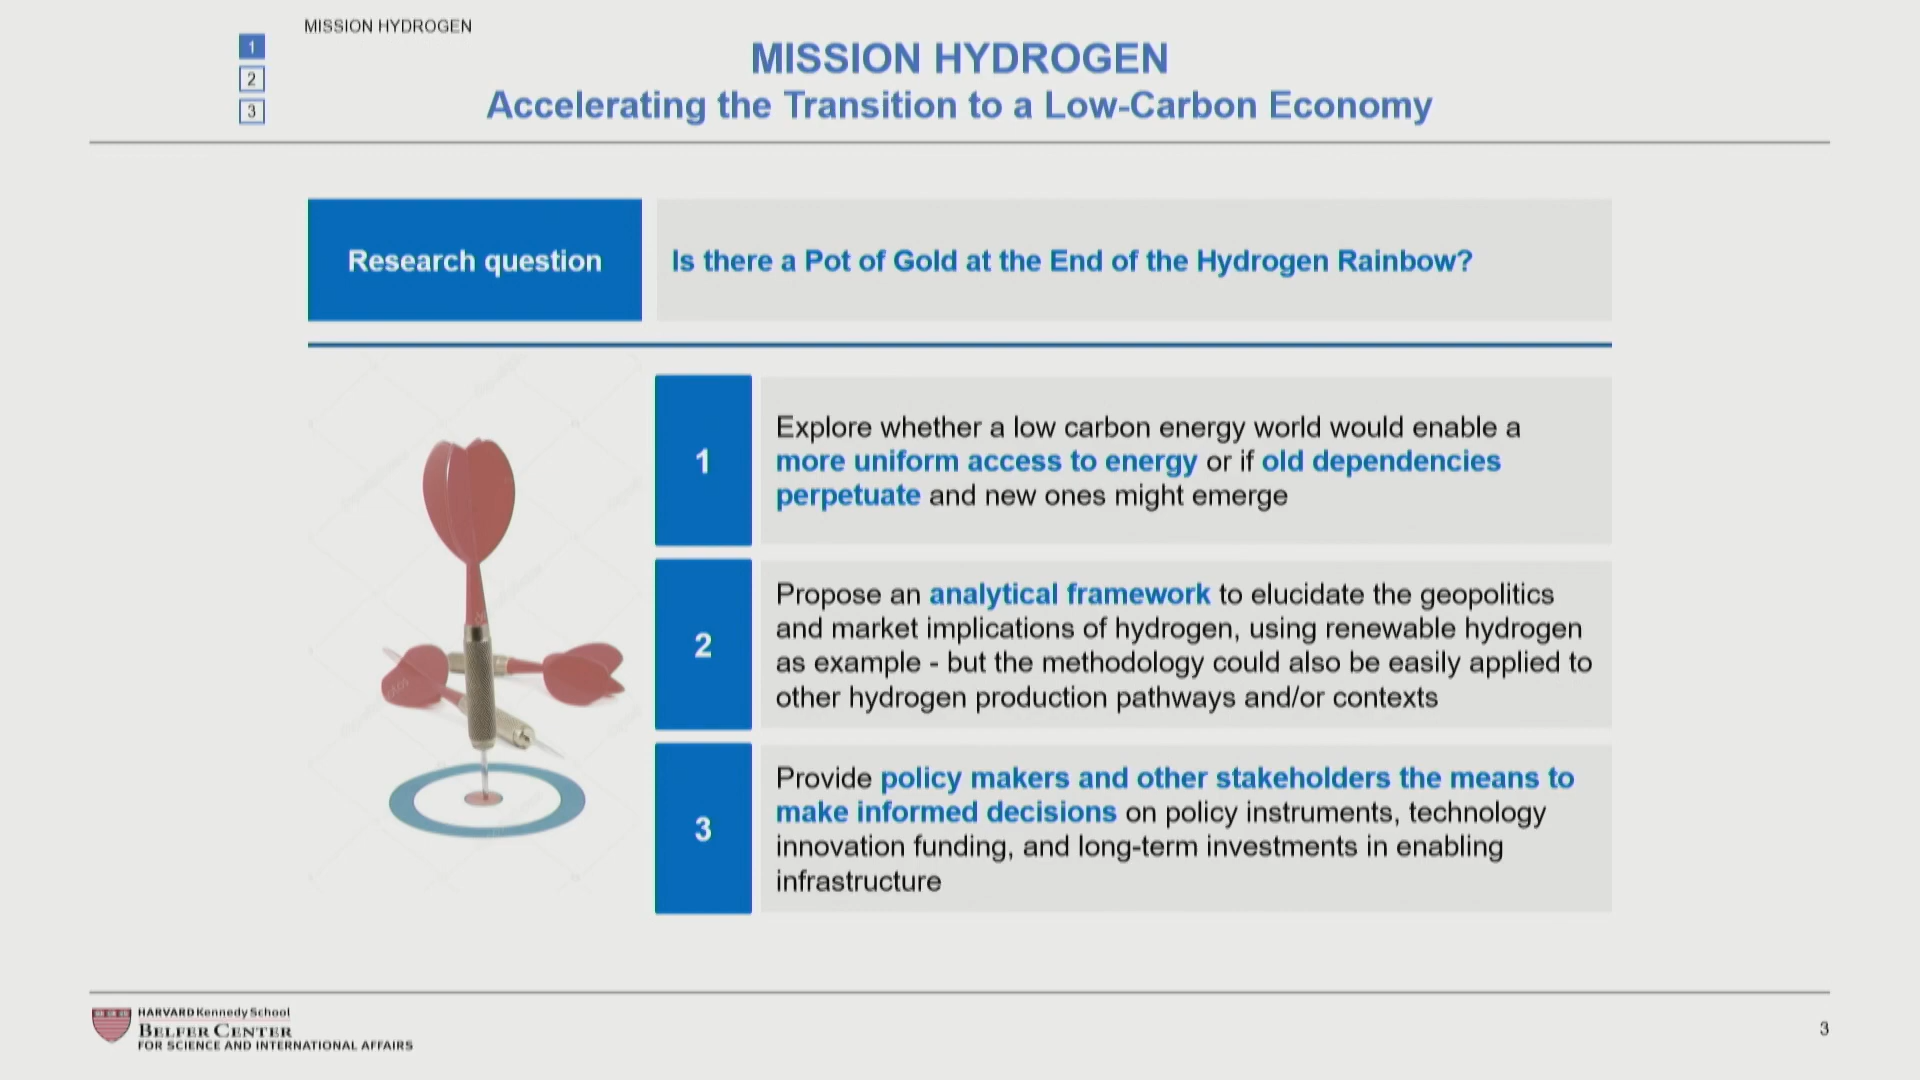 MISSION HYDROGEN
1
2
3
MISSION HYDROGEN
Accelerating the Transition to a Low-Carbon Economy
Research question
Is there a Pot of Gold at the End of the Hydrogen Rainbow?
1
Explore whether a low carbon energy world would enable a
more uniform access to energy or if old dependencies
perpetuate and new ones might emerge
2
Propose an analytical framework to elucidate the geopolitics
and market implications of hydrogen, using renewable hydrogen
as example - but the methodology could also be easily applied to
other hydrogen production pathways and/or contexts
3
Provide policy makers and other stakeholders the means to
make informed decisions on policy instruments, technology
innovation funding, and long-term investments in enabling
infrastructure
HARVARD Kennedy School
BELFER CENTER
FOR SCIENCE AND INTERNATIONAL AFFAIRS
3